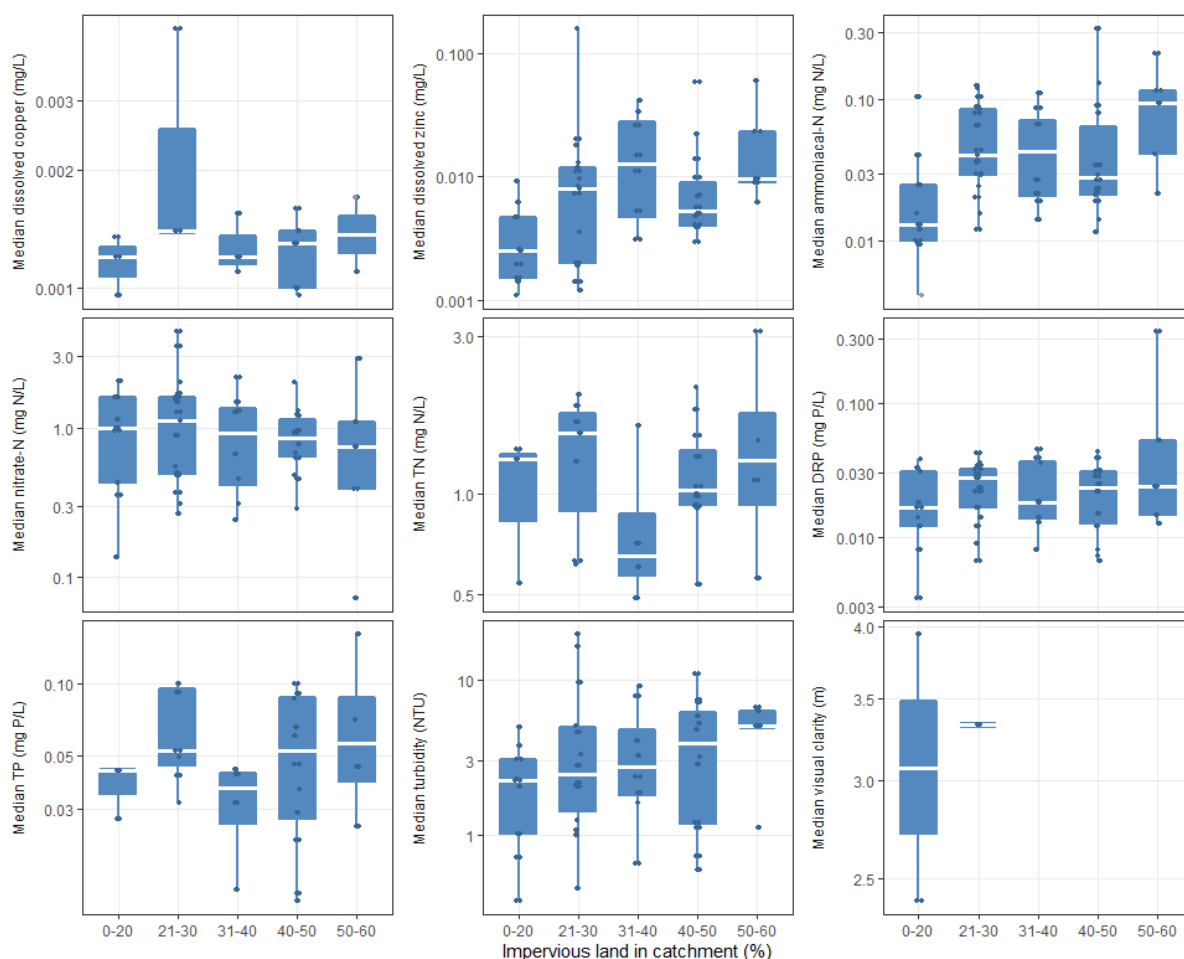 Median dissolved copper (mg/L)
0.003
0.002
0.001
Median dissolved zinc (mg/L)
0.100
0.010
0.001
Median ammoniacal-N (mg N/L)
0.30
0.10
0.03
0.01
Median nitrate-N (mg N/L)
3.0
1.0
0.3
0.1
Median TN (mg N/L)
3.0
1.0
0.5
Median DRP (mg P/L)
0.300
0.100
0.030
0.010
0.003
Median TP (mg P/L)
0.10
0.05
0.03
0-20 21-30 31-40 40-50 50-60
Median turbidity (NTU)
10
3
1
0-20 21-30 31-40 40-50 50-60
Median visual clarity (m)
4.0
3.5
3.0
2.5
0-20 21-30 31-40 40-50 50-60
Impervious land in catchment (%)